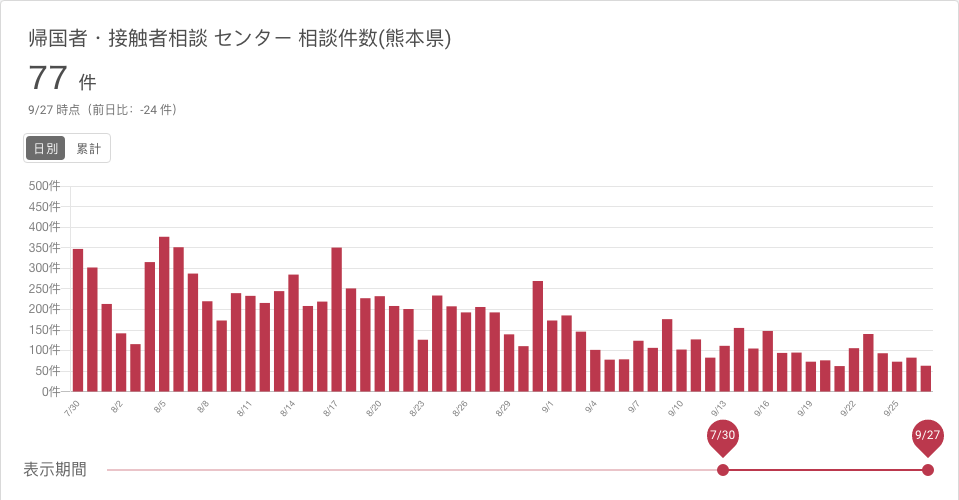 帰国者・接触者相談 センター 相談件数(熊本県)
77 件
9/27 時点（前日比: -24 件）
日別 累計
500件
450件
400件
350件
300件
250件
200件
150件
100件
50件
0件
7/30 8/2 8/5 8/8 8/11 8/14 8/17 8/20 8/23 8/26 8/29 9/1 9/4 9/7 9/10 9/13 9/16 9/19 9/22 9/25
7/30 9/27
表示期間